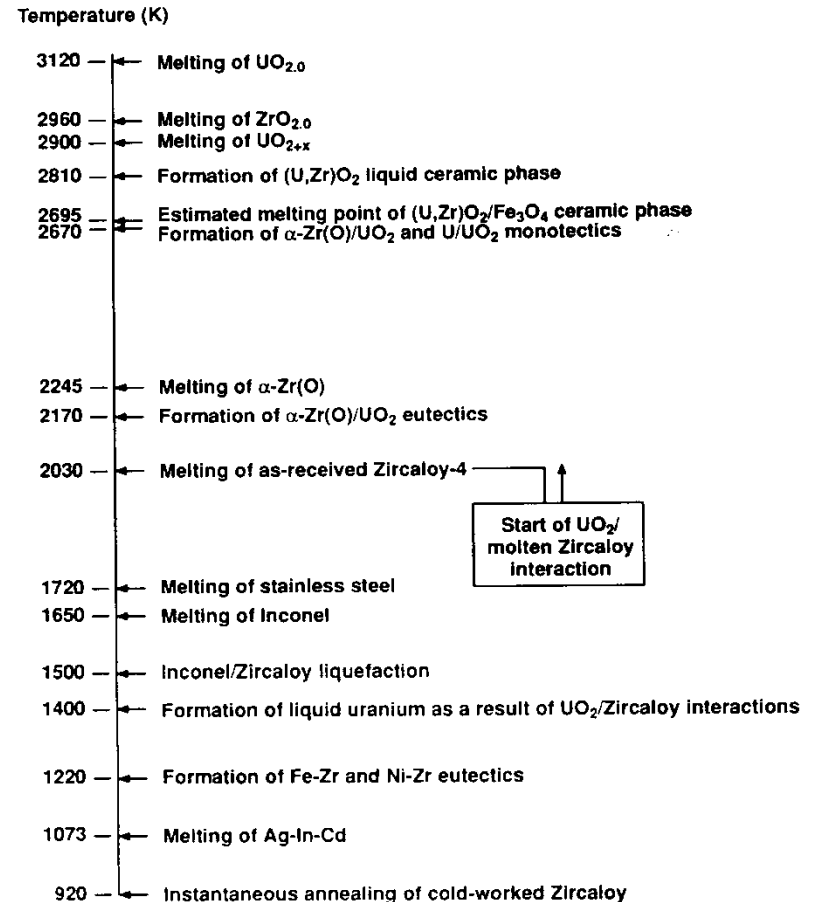 Temperature (K)
3120 Melting of UO₂.₀
2960 Melting of ZrO₂.₀
2900 Melting of UO₂₊ₓ
2810 Formation of (U,Zr)O₂ liquid ceramic phase
2695 Estimated melting point of (U,Zr)O₂/Fe₃O₄ ceramic phase
2670 Formation of α-Zr(O)/UO₂ and U/UO₂ monotectics
2245 Melting of α-Zr(O)
2170 Formation of α-Zr(O)/UO₂ eutectics
2030 Melting of as-received Zircaloy-4
Start of UO₂/
molten Zircaloy
interaction
1720 Melting of stainless steel
1650 Melting of Inconel
1500 Inconel/Zircaloy liquefaction
1400 Formation of liquid uranium as a result of UO₂/Zircaloy interactions
1220 Formation of Fe-Zr and Ni-Zr eutectics
1073 Melting of Ag-In-Cd
920 Instantaneous annealing of cold-worked Zircaloy